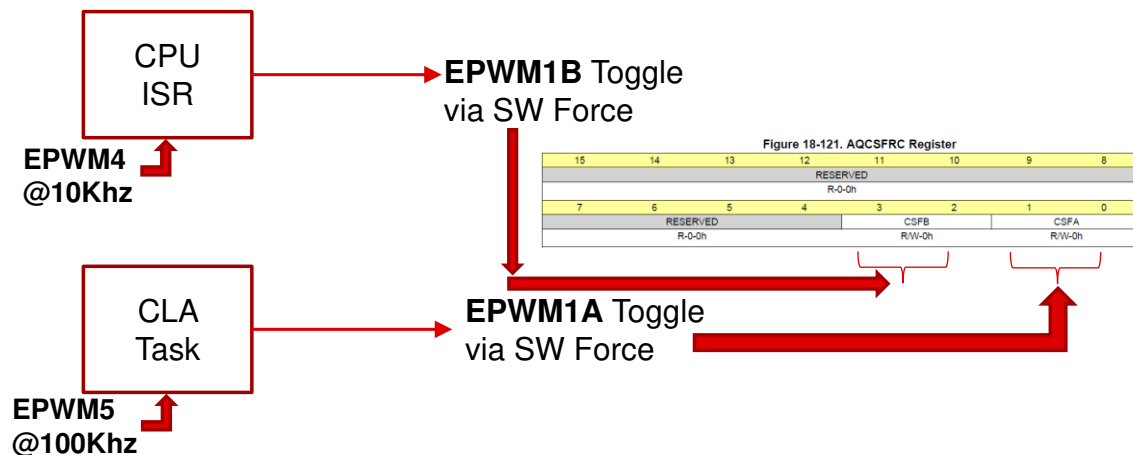 CPU
ISR
EPWM1B Toggle
via SW Force
EPWM4
@10Khz
Figure 18-121. AQCSFRC Register
15 14 13 12 11 10 9 8
RESERVED
R-0-0h
7 6 5 4 3 2 1 0
RESERVED CSFB CSFA
R-0-0h R/W-0h R/W-0h
CLA
Task
EPWM1A Toggle
via SW Force
EPWM5
@100Khz